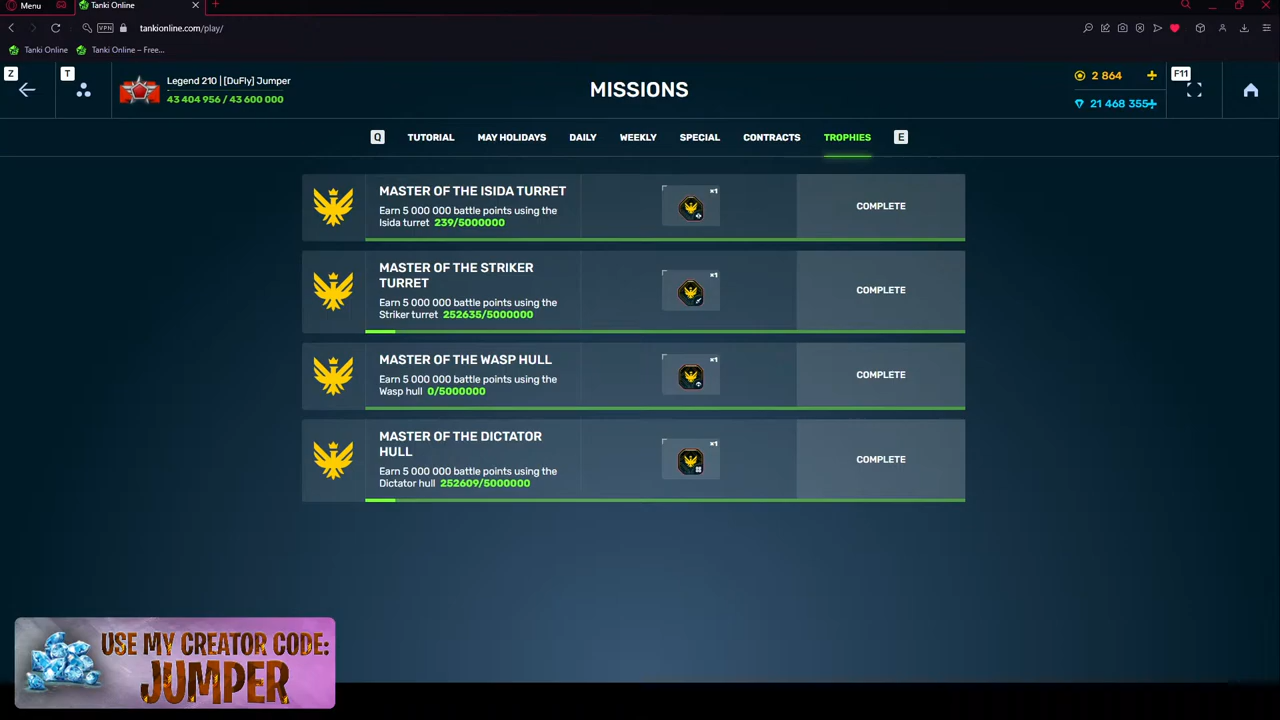 Menu
Tanki Online
VPN
tankionline.com/play/
Tanki Online
Tanki Online – Free...
Z
T
Legend 210 | [DuFly] Jumper
43 404 956 / 43 600 000
MISSIONS
2 864
21 468 355
F11
Q
TUTORIAL
MAY HOLIDAYS
DAILY
WEEKLY
SPECIAL
CONTRACTS
TROPHIES
E
MASTER OF THE ISIDA TURRET
Earn 5 000 000 battle points using the
Isida turret 239/5000000
×1
COMPLETE
MASTER OF THE STRIKER
TURRET
Earn 5 000 000 battle points using the
Striker turret 252635/5000000
×1
COMPLETE
MASTER OF THE WASP HULL
Earn 5 000 000 battle points using the
Wasp hull 0/5000000
×1
COMPLETE
MASTER OF THE DICTATOR
HULL
Earn 5 000 000 battle points using the
Dictator hull 252609/5000000
×1
COMPLETE
USE MY CREATOR CODE:
JUMPER